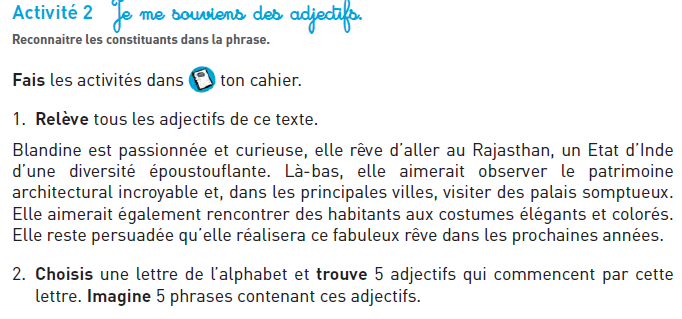 Activité 2 Je me souviens des adjectifs.
Reconnaitre les constituants dans la phrase.
Fais les activités dans ton cahier.
1. Relève tous les adjectifs de ce texte.
Blandine est passionnée et curieuse, elle rêve d’aller au Rajasthan, un Etat d’Inde
d’une diversité époustouflante. Là-bas, elle aimerait observer le patrimoine
architectural incroyable et, dans les principales villes, visiter des palais somptueux.
Elle aimerait également rencontrer des habitants aux costumes élégants et colorés.
Elle reste persuadée qu’elle réalisera ce fabuleux rêve dans les prochaines années.
2. Choisis une lettre de l’alphabet et trouve 5 adjectifs qui commencent par cette
lettre. Imagine 5 phrases contenant ces adjectifs.